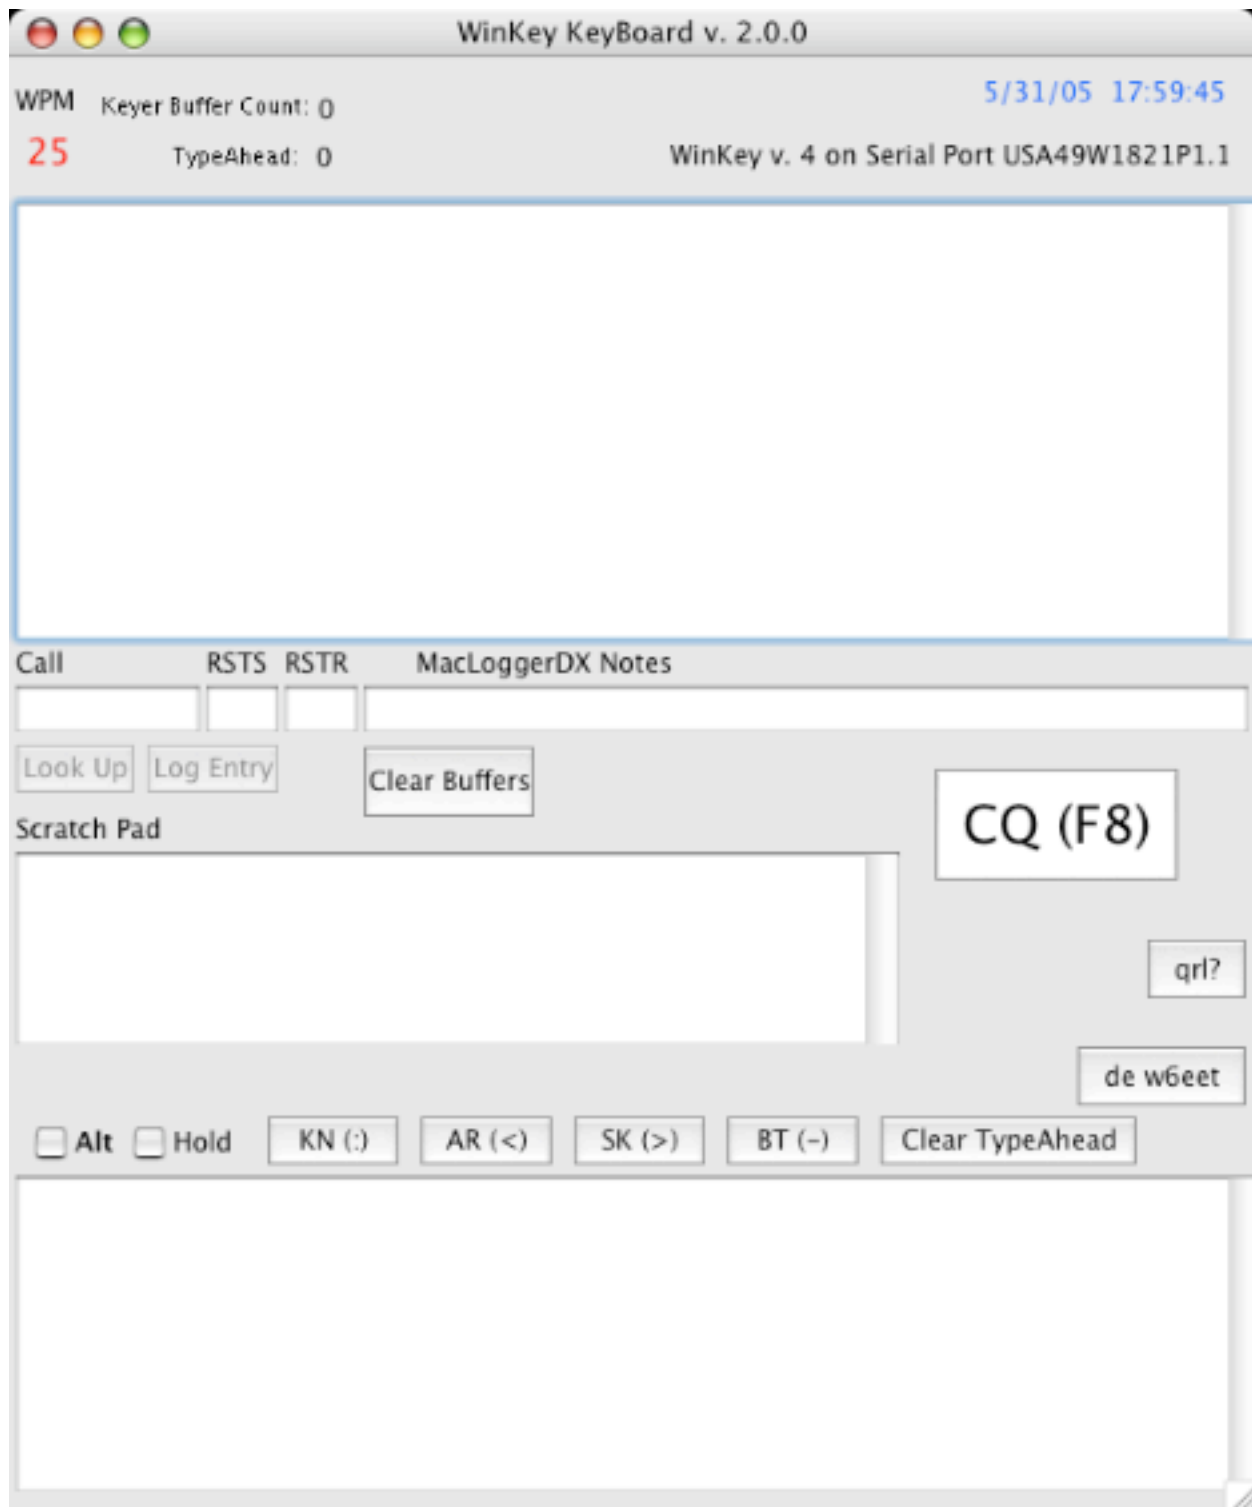 WinKey KeyBoard v. 2.0.0
WPM Keyer Buffer Count: 0 5/31/05 17:59:45
25 TypeAhead: 0 WinKey v. 4 on Serial Port USA49W1821P1.1
Call RSTS RSTR MacLoggerDX Notes
Look Up Log Entry Clear Buffers
CQ (F8)
Scratch Pad
qrl?
de w6eet
Alt Hold KN (:) AR (<) SK (>) BT (-) Clear TypeAhead